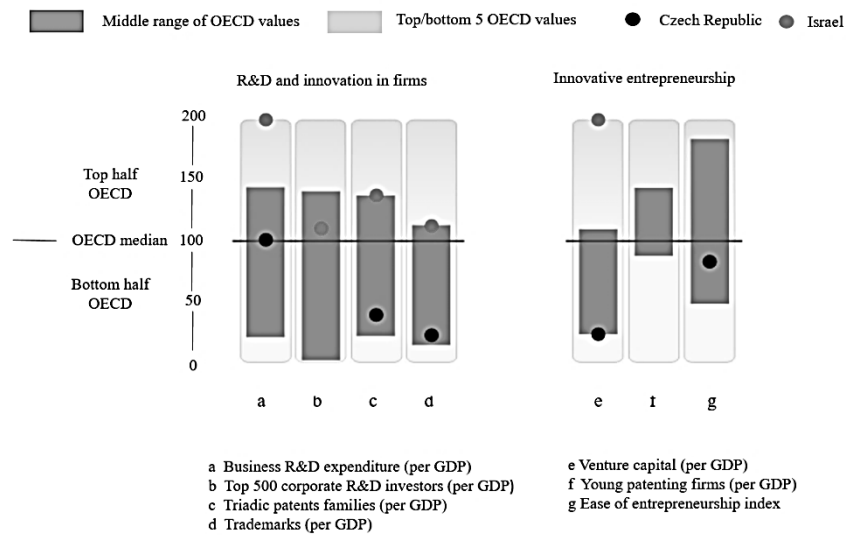 Middle range of OECD values
Top/bottom 5 OECD values
Czech Republic
Israel
R&D and innovation in firms
Innovative entrepreneurship
200
150
Top half
OECD
OECD median
100
Bottom half
OECD
50
0
a b c d e f g
a Business R&D expenditure (per GDP)
b Top 500 corporate R&D investors (per GDP)
c Triadic patents families (per GDP)
d Trademarks (per GDP)
e Venture capital (per GDP)
f Young patenting firms (per GDP)
g Ease of entrepreneurship index